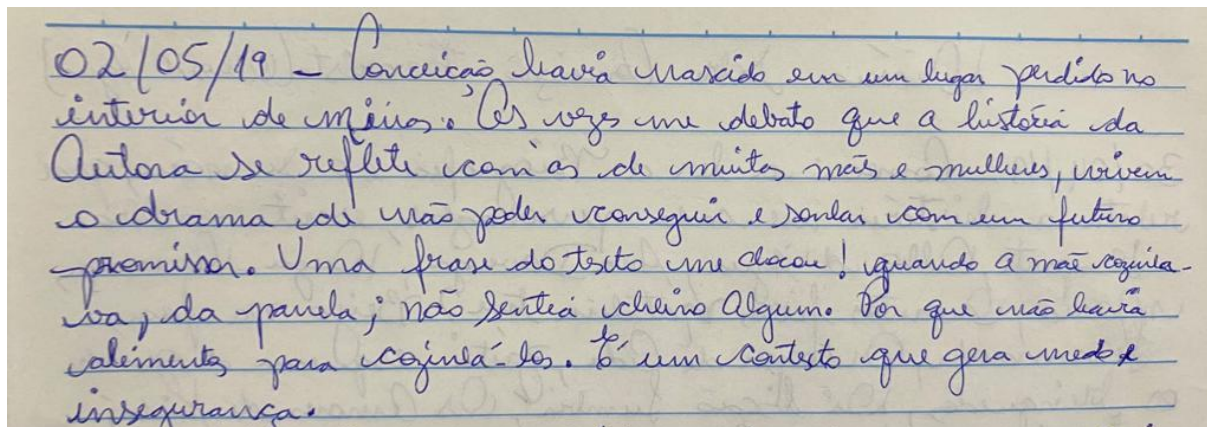 02/05/19 - Conceição, havia nascido em um lugar perdido no
interior de minas. Às vezes me debato que a história da
Autora se reflete com as de muitas mães e mulheres, vivem
o drama de não poder conseguir e sonhar com um futuro
promissor. Uma frase do texto me chocou! quando a mãe cozinha-
va, da panela; não sentia cheiro Algum. Por que não havia
alimentos para cozinhá-los. É um contexto que gera medo e
insegurança.